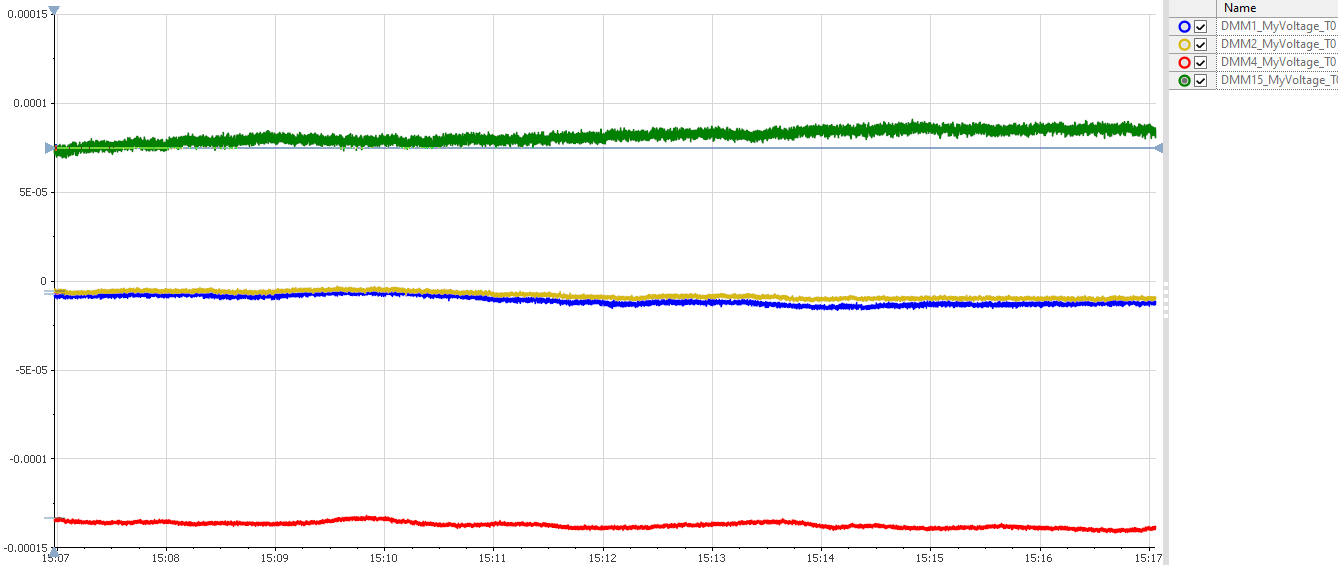 0.00015
0.0001
5E-05
0
-5E-05
-0.0001
-0.00015
15:07 15:08 15:09 15:10 15:11 15:12 15:13 15:14 15:15 15:16 15:17
Name
DMM1_MyVoltage_T0
DMM2_MyVoltage_T0
DMM4_MyVoltage_T0
DMM15_MyVoltage_T0